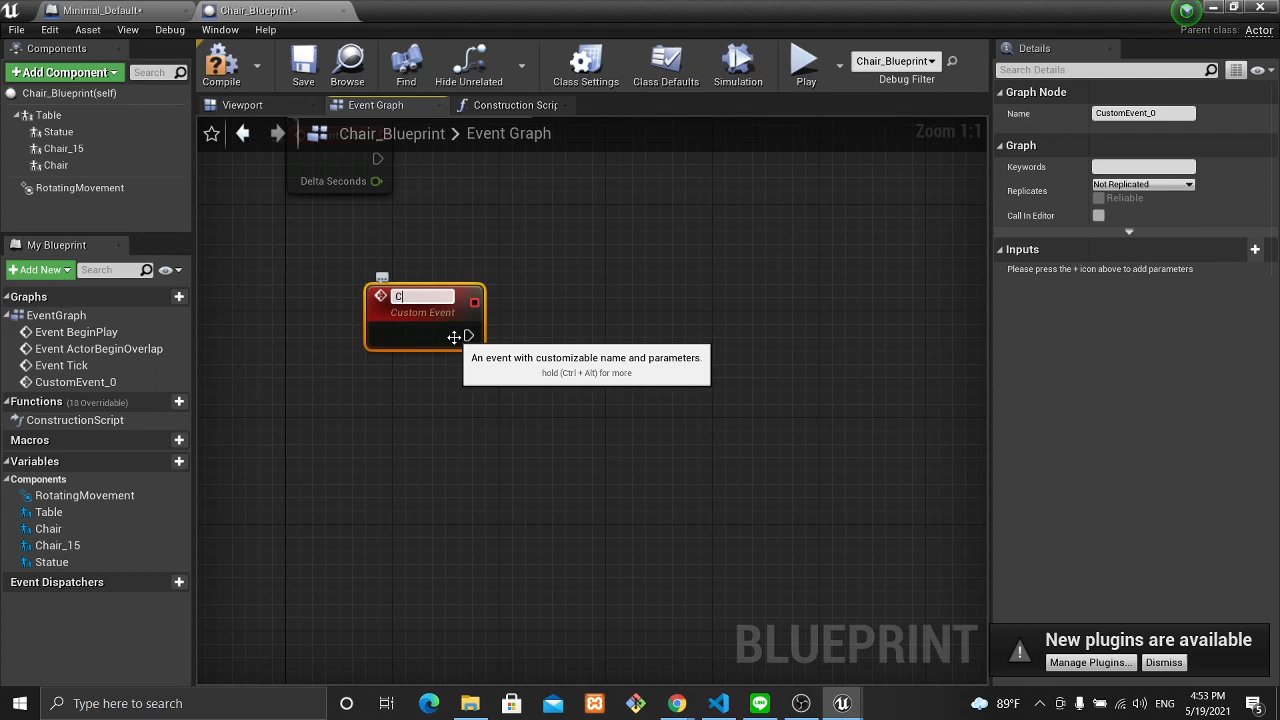 Minimal_Default*
Chair_Blueprint*
File Edit Asset View Debug Window Help
Parent class: Actor
Components
Add Component
Search
Chair_Blueprint(self)
Table
Statue
Chair_15
Chair
RotatingMovement
My Blueprint
Add New
Search
Graphs
EventGraph
Event BeginPlay
Event ActorBeginOverlap
Event Tick
CustomEvent_0
Functions (18 Overridable)
ConstructionScript
Macros
Variables
Components
RotatingMovement
Table
Chair
Chair_15
Statue
Event Dispatchers
Compile
Save
Browse
Find
Hide Unrelated
Class Settings
Class Defaults
Simulation
Play
Chair_Blueprint
Debug Filter
Viewport
Event Graph
Construction Scrip
Chair_Blueprint > Event Graph
Zoom 1:1
Delta Seconds
C
Custom Event
An event with customizable name and parameters.
hold (Ctrl + Alt) for more
BLUEPRINT
Details
Search Details
Graph Node
Name CustomEvent_0
Graph
Keywords
Replicates Not Replicated
Reliable
Call In Editor
Inputs
Please press the + icon above to add parameters
New plugins are available
Manage Plugins...
Dismiss
Type here to search
89°F
4:53 PM
5/19/2021